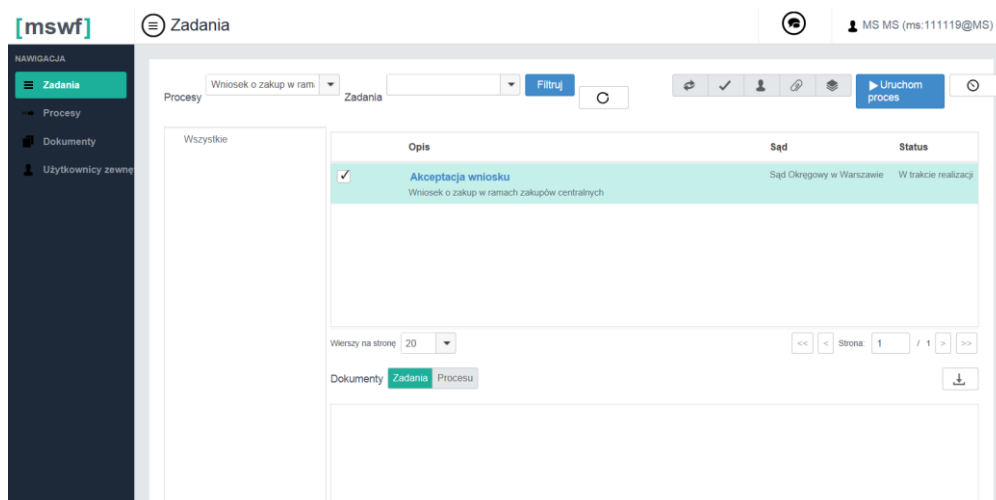 [mswf]
Zadania
MS MS (ms:111119@MS)
NAWIGACJA
Zadania
Procesy
Dokumenty
Użytkownicy zewnę
Procesy
Wniosek o zakup w ram
Zadania
Filtruj
Uruchom
proces
Wszystkie
Opis Sąd Status
Akceptacja wniosku Sąd Okręgowy w Warszawie W trakcie realizacji
Wniosek o zakup w ramach zakupów centralnych
Wierszy na stronę 20 << < Strona: 1 / 1 > >>
Dokumenty Zadania Procesu